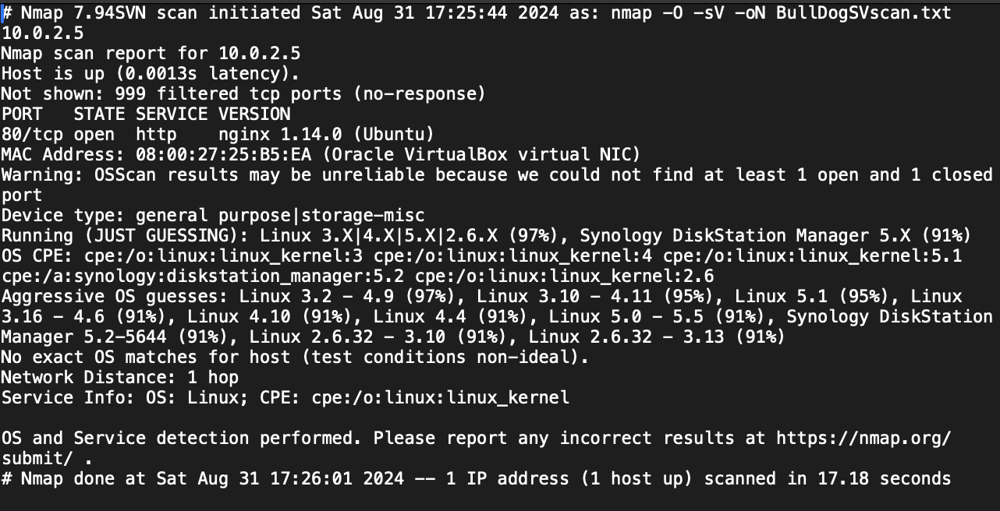 # Nmap 7.94SVN scan initiated Sat Aug 31 17:25:44 2024 as: nmap -O -sV -oN BullDogSVscan.txt
10.0.2.5
Nmap scan report for 10.0.2.5
Host is up (0.0013s latency).
Not shown: 999 filtered tcp ports (no-response)
PORT   STATE SERVICE VERSION
80/tcp open  http    nginx 1.14.0 (Ubuntu)
MAC Address: 08:00:27:25:B5:EA (Oracle VirtualBox virtual NIC)
Warning: OSScan results may be unreliable because we could not find at least 1 open and 1 closed
port
Device type: general purpose|storage-misc
Running (JUST GUESSING): Linux 3.X|4.X|5.X|2.6.X (97%), Synology DiskStation Manager 5.X (91%)
OS CPE: cpe:/o:linux:linux_kernel:3 cpe:/o:linux:linux_kernel:4 cpe:/o:linux:linux_kernel:5.1
cpe:/a:synology:diskstation_manager:5.2 cpe:/o:linux:linux_kernel:2.6
Aggressive OS guesses: Linux 3.2 - 4.9 (97%), Linux 3.10 - 4.11 (95%), Linux 5.1 (95%), Linux
3.16 - 4.6 (91%), Linux 4.10 (91%), Linux 4.4 (91%), Linux 5.0 - 5.5 (91%), Synology DiskStation
Manager 5.2-5644 (91%), Linux 2.6.32 - 3.10 (91%), Linux 2.6.32 - 3.13 (91%)
No exact OS matches for host (test conditions non-ideal).
Network Distance: 1 hop
Service Info: OS: Linux; CPE: cpe:/o:linux:linux_kernel

OS and Service detection performed. Please report any incorrect results at https://nmap.org/
submit/ .
# Nmap done at Sat Aug 31 17:26:01 2024 -- 1 IP address (1 host up) scanned in 17.18 seconds